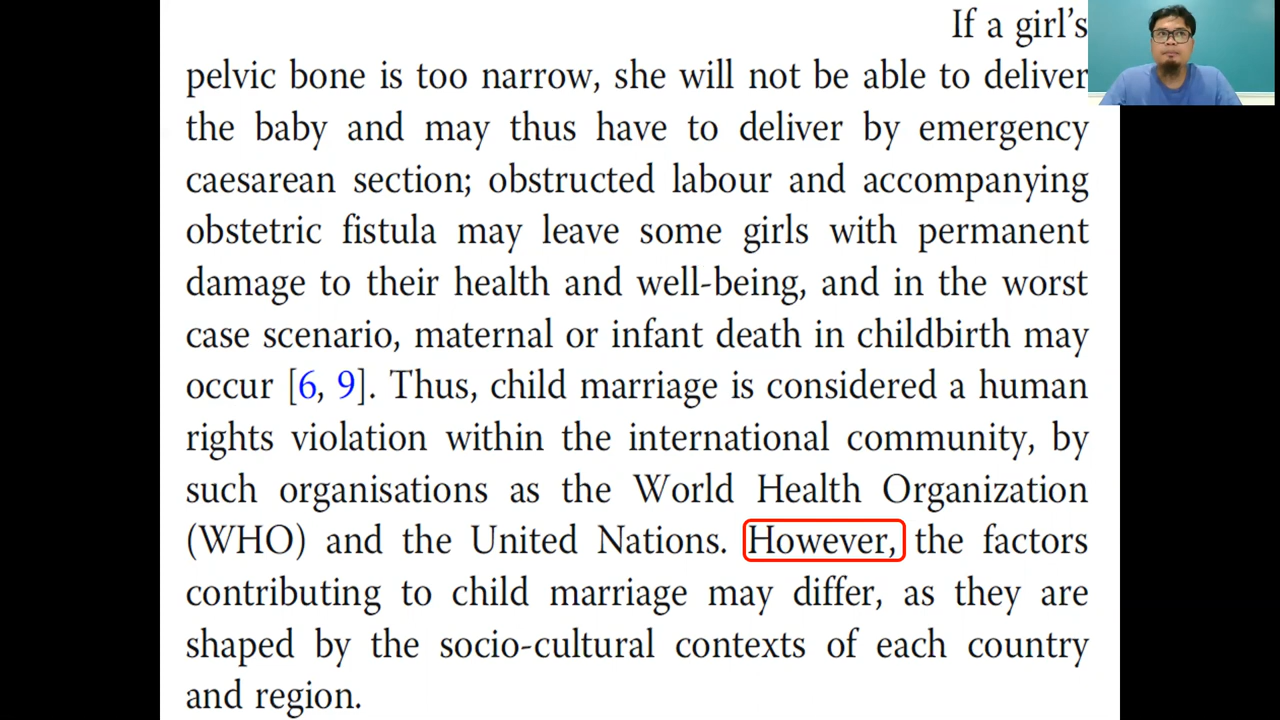 If a girl's
pelvic bone is too narrow, she will not be able to deliver
the baby and may thus have to deliver by emergency
caesarean section; obstructed labour and accompanying
obstetric fistula may leave some girls with permanent
damage to their health and well-being, and in the worst
case scenario, maternal or infant death in childbirth may
occur [6, 9]. Thus, child marriage is considered a human
rights violation within the international community, by
such organisations as the World Health Organization
(WHO) and the United Nations. However, the factors
contributing to child marriage may differ, as they are
shaped by the socio-cultural contexts of each country
and region.